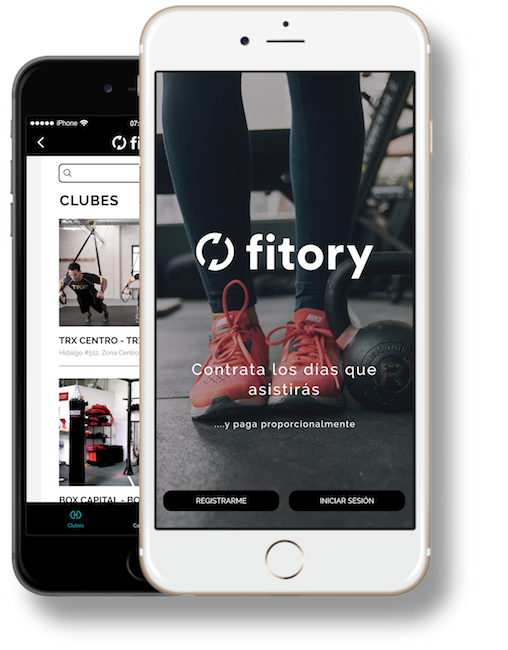 ●●●●● iPhone
07:
fi
CLUBES
TRX CENTRO - TR
Hidalgo #512, Zona Centro
BOX CAPITAL - BO
Clubes
Ca
fitory
Contrata los días que
asistirás
....y paga proporcionalmente
REGISTRARME
INICIAR SESIÓN